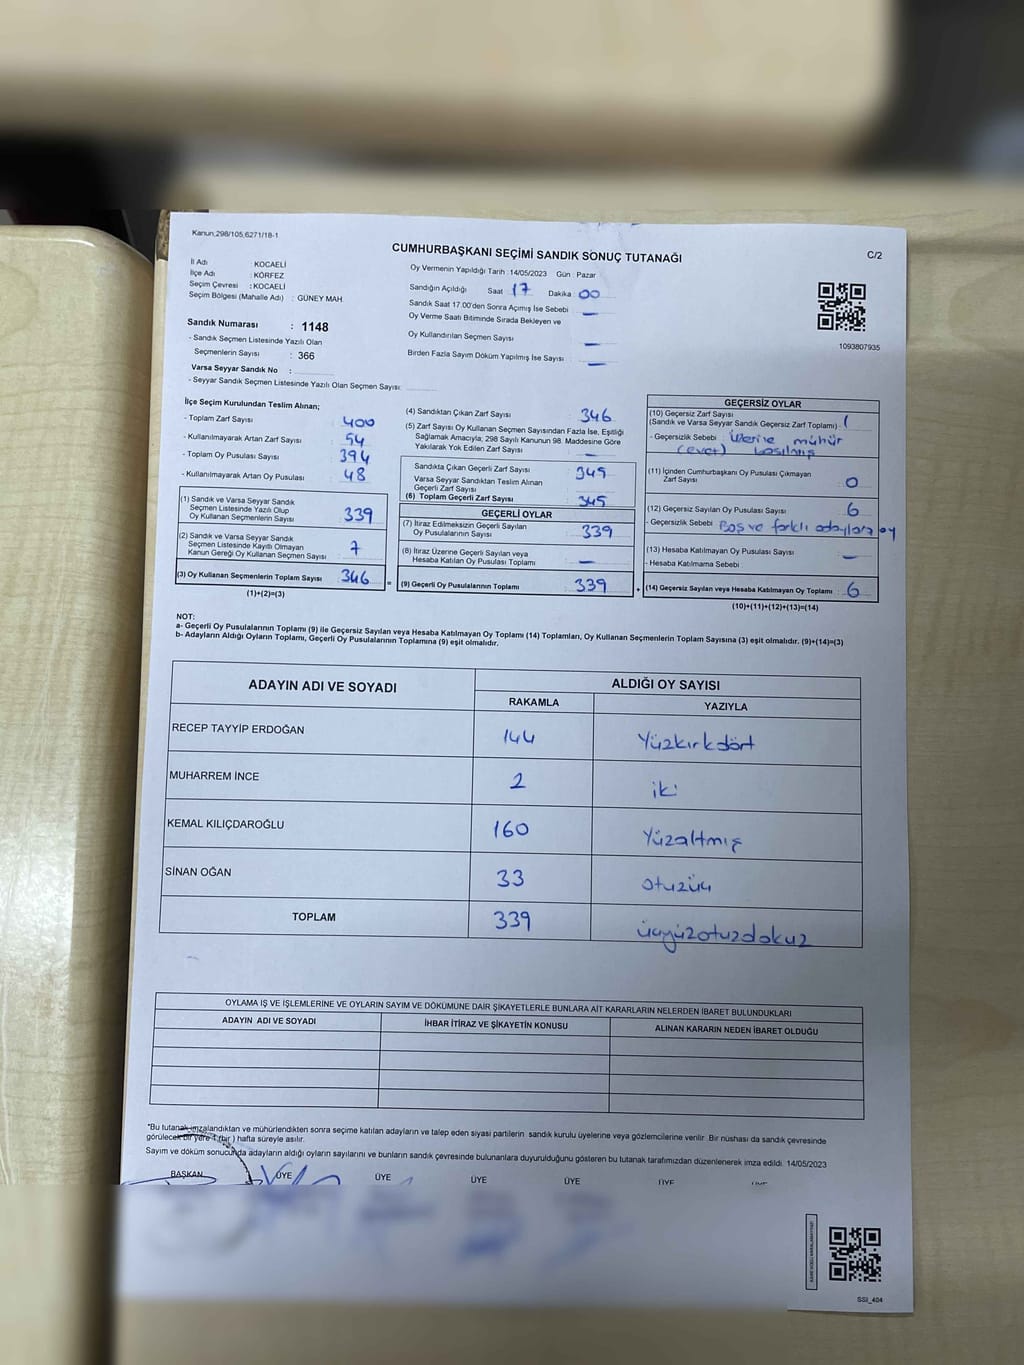 Kanun,298/105,6271/18-1
CUMHURBAŞKANI SEÇİMİ SANDIK SONUÇ TUTANAĞI
C/2
İl Adı : KOCAELİ
İlçe Adı : KÖRFEZ
Seçim Çevresi : KOCAELİ
Seçim Bölgesi (Mahalle Adı) : GÜNEY MAH.
Oy Vermenin Yapıldığı Tarih :14/05/2023 Gün : Pazar
Sandığın Açıldığı Saat 17 Dakika 00
Sandık Saat 17.00'den Sonra Açımış İse Sebebi
Oy Verme Saati Bitiminde Sırada Bekleyen ve
Oy Kullandırılan Seçmen Sayısı : —
Birden Fazla Sayım Döküm Yapılmış İse Sayısı : —
1093807935
Sandık Numarası : 1148
- Sandık Seçmen Listesinde Yazılı Olan
Seçmenlerin Sayısı : 366
Varsa Seyyar Sandık No :
- Seyyar Sandık Seçmen Listesinde Yazılı Olan Seçmen Sayısı:
İlçe Seçim Kurulundan Teslim Alınan;
- Toplam Zarf Sayısı : 400
- Kullanılmayarak Artan Zarf Sayısı : 54
- Toplam Oy Pusulası Sayısı : 394
- Kullanılmayarak Artan Oy Pusulası : 48
(1) Sandık ve Varsa Seyyar Sandık
Seçmen Listesinde Yazılı Olup
Oy Kullanan Seçmenlerin Sayısı : 339
(2) Sandık ve Varsa Seyyar Sandık
Seçmen Listesinde Kayıtlı Olmayan
Kanun Gereği Oy Kullanan Seçmen Sayısı : 7
(3) Oy Kullanan Seçmenlerin Toplam Sayısı : 346
(1)+(2)=(3)
(4) Sandıktan Çıkan Zarf Sayısı : 346
(5) Zarf Sayısı Oy Kullanan Seçmen Sayısından Fazla İse, Eşitliği
Sağlamak Amacıyla; 298 Sayılı Kanunun 98. Maddesine Göre
Yakılarak Yok Edilen Zarf Sayısı : —
Sandıkta Çıkan Geçerli Zarf Sayısı : 345
Varsa Seyyar Sandıktan Teslim Alınan
Geçerli Zarf Sayısı
(6) Toplam Geçerli Zarf Sayısı : 345
GEÇERLİ OYLAR
(7) İtiraz Edilmeksizin Geçerli Sayılan
Oy Pusulalarının Sayısı : 339
(8) İtiraz Üzerine Geçerli Sayılan veya
Hesaba Katılan Oy Pusulası Toplamı : —
= (9) Geçerli Oy Pusulalarının Toplamı : 339
GEÇERSİZ OYLAR
(10) Geçersiz Zarf Sayısı
(Sandık ve Varsa Seyyar Sandık Geçersiz Zarf Toplamı) : 1
- Geçersizlik Sebebi : Üzerine mühür
(evet) basılmış
(11) İçinden Cumhurbaşkanı Oy Pusulası Çıkmayan
Zarf Sayısı : 0
(12) Geçersiz Sayılan Oy Pusulası Sayısı : 6
- Geçersizlik Sebebi : Boş ve farklı adaylara oy
(13) Hesaba Katılmayan Oy Pusulası Sayısı : —
- Hesaba Katılmama Sebebi
+ (14) Geçersiz Sayılan veya Hesaba Katılmayan Oy Toplamı : 6
(10)+(11)+(12)+(13)=(14)
NOT:
a- Geçerli Oy Pusulalarının Toplamı (9) ile Geçersiz Sayılan veya Hesaba Katılmayan Oy Toplamı (14) Toplamları, Oy Kullanan Seçmenlerin Toplam Sayısına (3) eşit olmalıdır. (9)+(14)=(3)
b- Adayların Aldığı Oyların Toplamı, Geçerli Oy Pusulalarının Toplamına (9) eşit olmalıdır.
ADAYIN ADI VE SOYADI
ALDIĞI OY SAYISI
RAKAMLA YAZIYLA
RECEP TAYYİP ERDOĞAN 144 Yüzkırkdört
MUHARREM İNCE 2 iki
KEMAL KILIÇDAROĞLU 160 Yüzaltmış
SİNAN OĞAN 33 otuzüç
TOPLAM 339 üçyüzotuzdokuz
OYLAMA İŞ VE İŞLEMLERİNE VE OYLARIN SAYIM VE DÖKÜMÜNE DAİR ŞİKAYETLERLE BUNLARA AİT KARARLARIN NELERDEN İBARET BULUNDUKLARI
ADAYIN ADI VE SOYADI İHBAR İTİRAZ VE ŞİKAYETİN KONUSU ALINAN KARARIN NEDEN İBARET OLDUĞU
"Bu tutanak imzalandıktan ve mühürlendikten sonra seçime katılan adayların ve talep eden siyasi partilerin sandık kurulu üyelerine veya gözlemcilerine verilir Bir nüshası da sandık çevresinde
görülecek bir yere 1 (bir ) hafta süreyle asılır.
Sayım ve döküm sonucunda adayların aldığı oyların sayılarını ve bunların sandık çevresinde bulunanlara duyurulduğunu gösteren bu tutanak tarafımızdan düzenlenerek imza edildi. 14/05/2023
BAŞKAN ÜYE ÜYE ÜYE ÜYE ÜYE
SSI_404